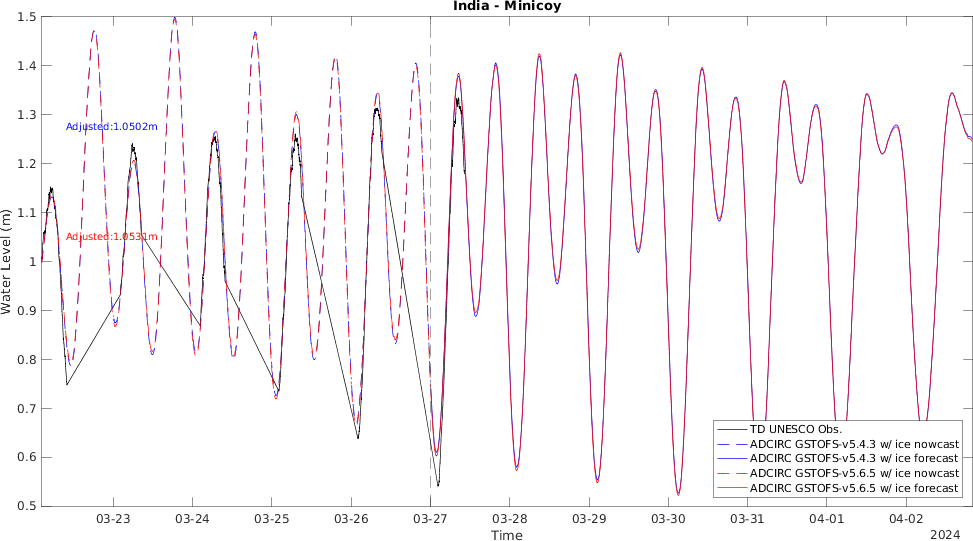 India - Minicoy
1.5
1.4
1.3
1.2
1.1
1
0.9
0.8
0.7
0.6
0.5
Water Level (m)
Adjusted:1.0502m
Adjusted:1.0531m
TD UNESCO Obs.
ADCIRC GSTOFS-v5.4.3 w/ ice nowcast
ADCIRC GSTOFS-v5.4.3 w/ ice forecast
ADCIRC GSTOFS-v5.6.5 w/ ice nowcast
ADCIRC GSTOFS-v5.6.5 w/ ice forecast
03-23 03-24 03-25 03-26 03-27 03-28 03-29 03-30 03-31 04-01 04-02
Time 2024